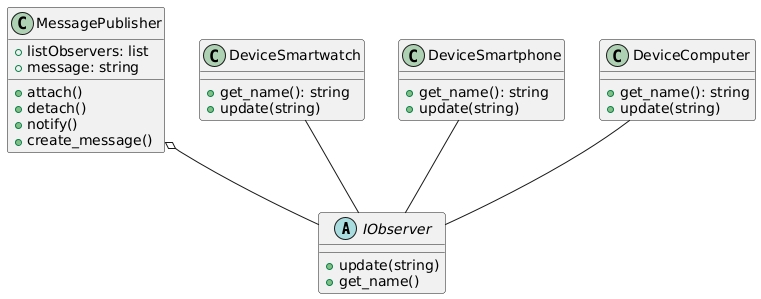 C MessagePublisher
listObservers: list
message: string
attach()
detach()
notify()
create_message()
C DeviceSmartwatch
get_name(): string
update(string)
C DeviceSmartphone
get_name(): string
update(string)
C DeviceComputer
get_name(): string
update(string)
A IObserver
update(string)
get_name()